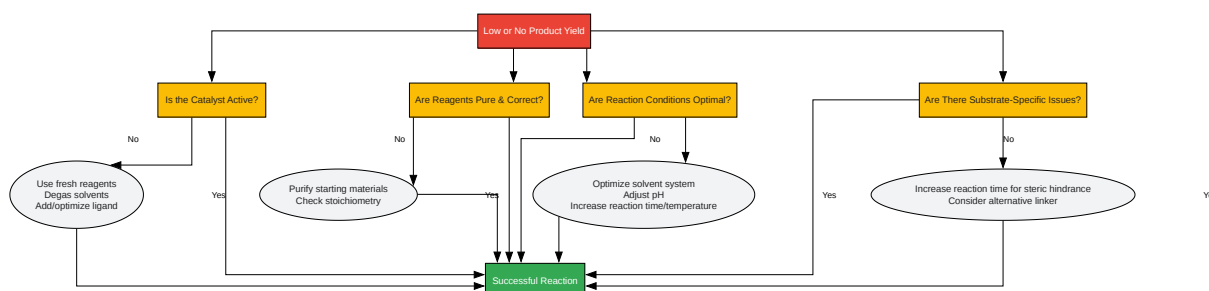 Low or No Product Yield
Is the Catalyst Active?
Are Reagents Pure & Correct?
Are Reaction Conditions Optimal?
Are There Substrate-Specific Issues?
No
No
No
No
Use fresh reagents
Degas solvents
Add/optimize ligand
Yes
Purify starting materials
Check stoichiometry
Yes
Optimize solvent system
Adjust pH
Increase reaction time/temperature
Yes
Increase reaction time for steric hindrance
Consider alternative linker
Successful Reaction